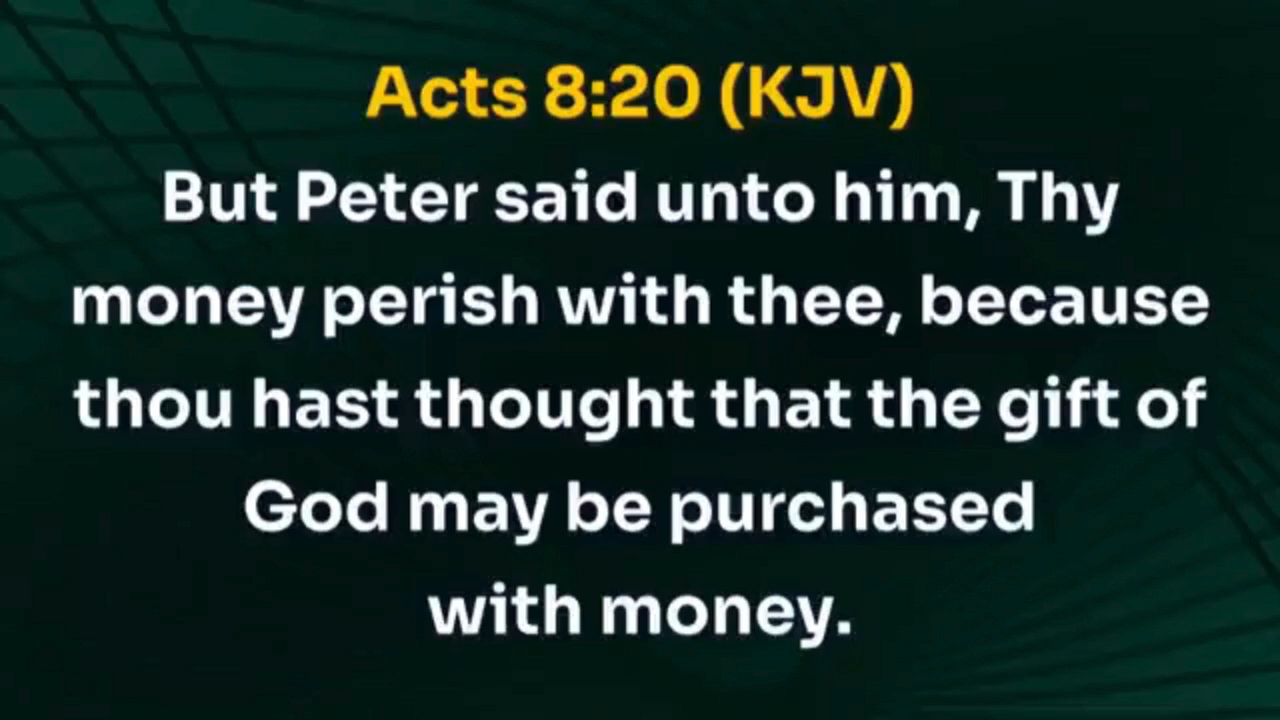 Acts 8:20 (KJV)
But Peter said unto him, Thy
money perish with thee, because
thou hast thought that the gift of
God may be purchased
with money.